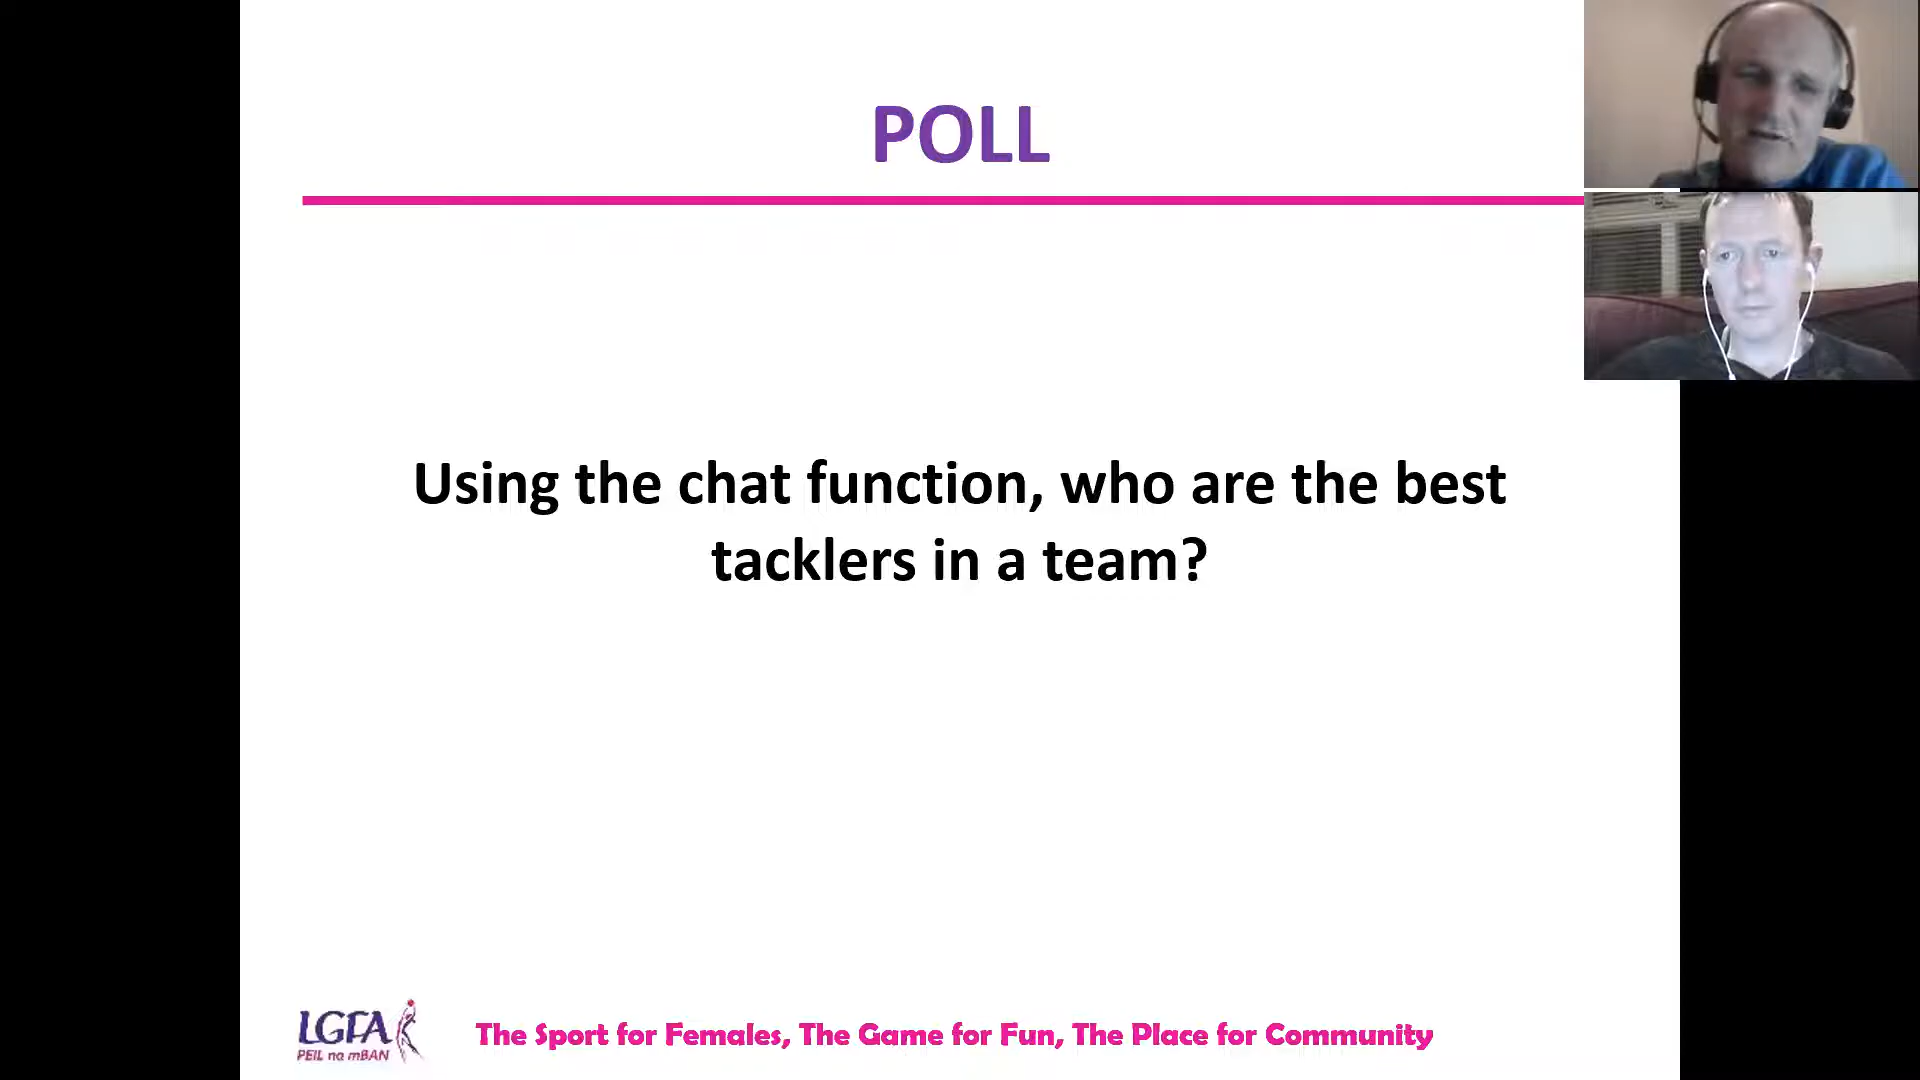 POLL
Using the chat function, who are the best
tacklers in a team?
LGFA
PEIL na mBAN
The Sport for Females, The Game for Fun, The Place for Community